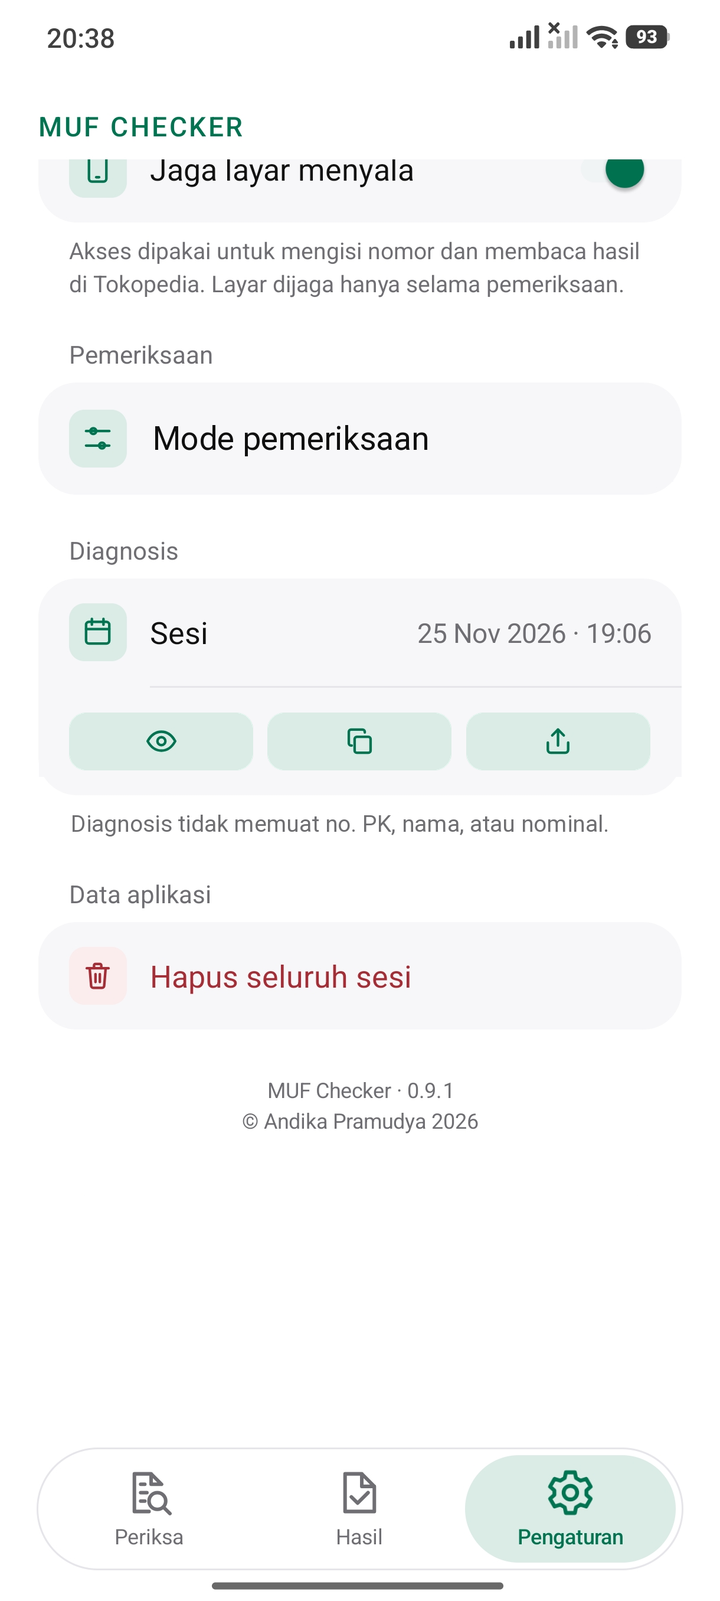 20:38
93
MUF CHECKER
Jaga layar menyala
Akses dipakai untuk mengisi nomor dan membaca hasil
di Tokopedia. Layar dijaga hanya selama pemeriksaan.
Pemeriksaan
Mode pemeriksaan
Diagnosis
Sesi
25 Nov 2026 · 19:06
Diagnosis tidak memuat no. PK, nama, atau nominal.
Data aplikasi
Hapus seluruh sesi
MUF Checker · 0.9.1
© Andika Pramudya 2026
Periksa
Hasil
Pengaturan